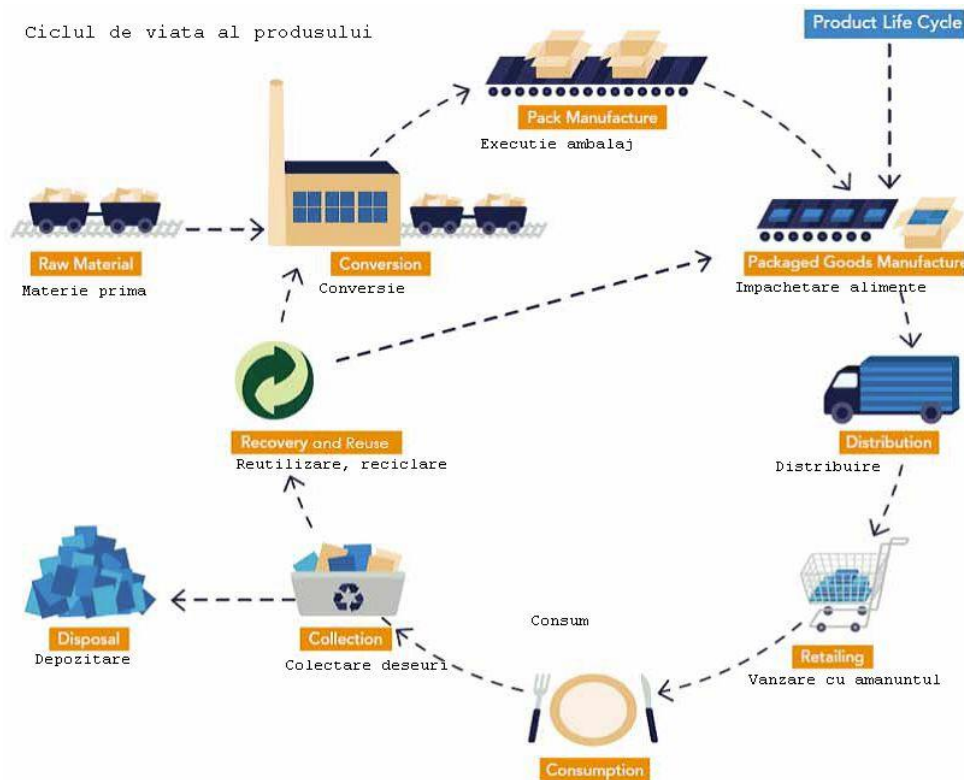 Ciclul de viata al produsului
Product Life Cycle
Pack Manufacture
Executie ambalaj
Raw Material
Materie prima
Conversion
Conversie
Packaged Goods Manufacture
Impachetare alimente
Recovery and Reuse
Reutilizare, reciclare
Distribution
Distribuire
Disposal
Depozitare
Collection
Colectare deseuri
Consum
Retailing
Vanzare cu amanuntul
Consumption